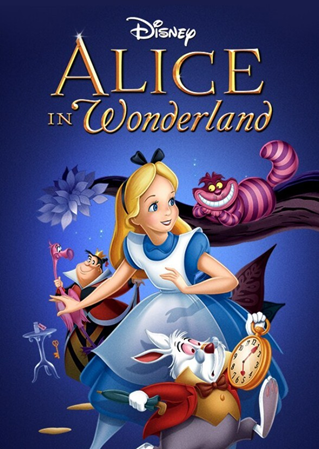 Disney
ALICE
IN Wonderland